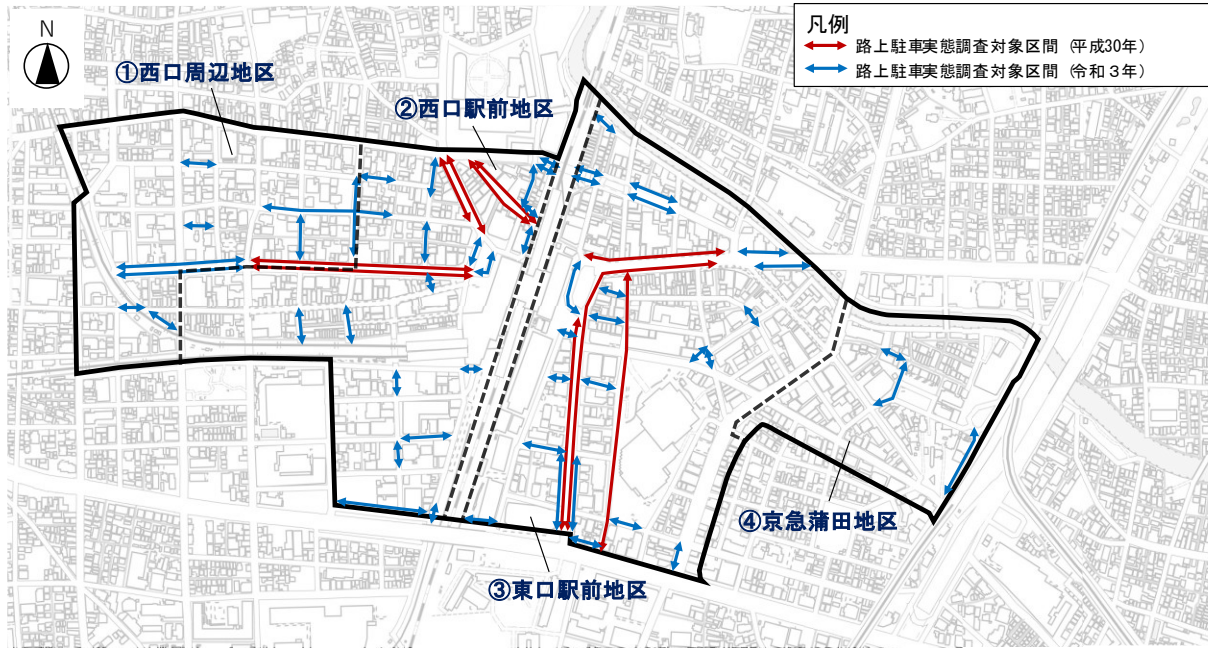 N
凡例
路上駐車実態調査対象区間（平成30年）
路上駐車実態調査対象区間（令和３年）
①西口周辺地区
②西口駅前地区
④京急蒲田地区
③東口駅前地区